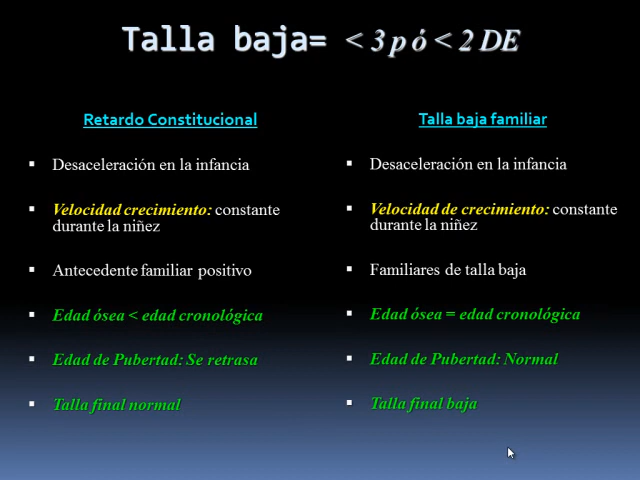 Talla baja= < 3 p ó < 2 DE
Retardo Constitucional
▪ Desaceleración en la infancia
▪ Velocidad crecimiento: constante
durante la niñez
▪ Antecedente familiar positivo
▪ Edad ósea < edad cronológica
▪ Edad de Pubertad: Se retrasa
▪ Talla final normal
Talla baja familiar
▪ Desaceleración en la infancia
▪ Velocidad de crecimiento: constante
durante la niñez
▪ Familiares de talla baja
▪ Edad ósea = edad cronológica
▪ Edad de Pubertad: Normal
▪ Talla final baja